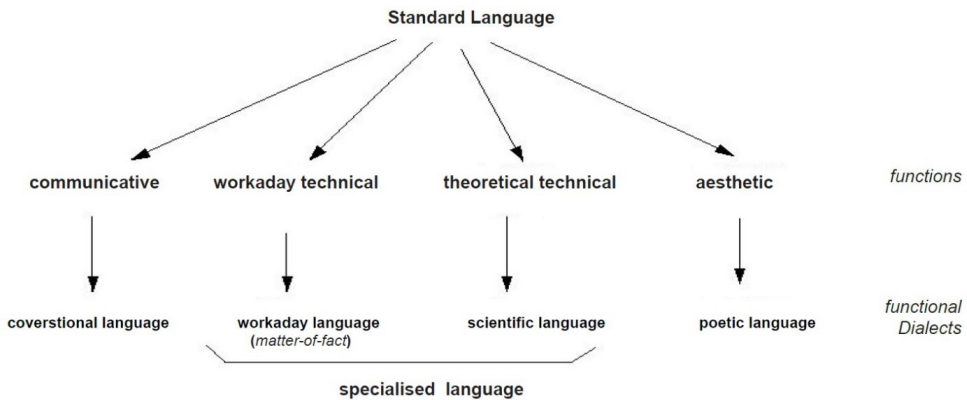 Standard Language
communicative workaday technical theoretical technical aesthetic functions
coverstional language workaday language scientific language poetic language functional
(matter-of-fact) Dialects
specialised language